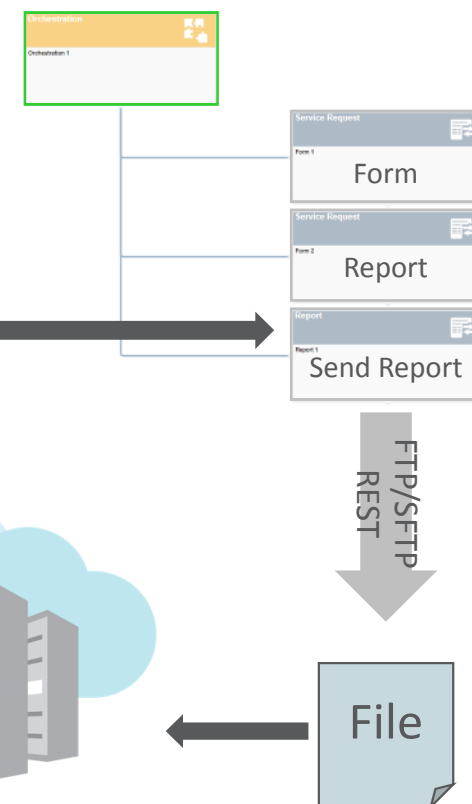 Orchestration
Orchestration 1
Service Request
Form 1
Form
Service Request
Form 2
Report
Report
Report 1
Send Report
FTP/SFTP
REST
File